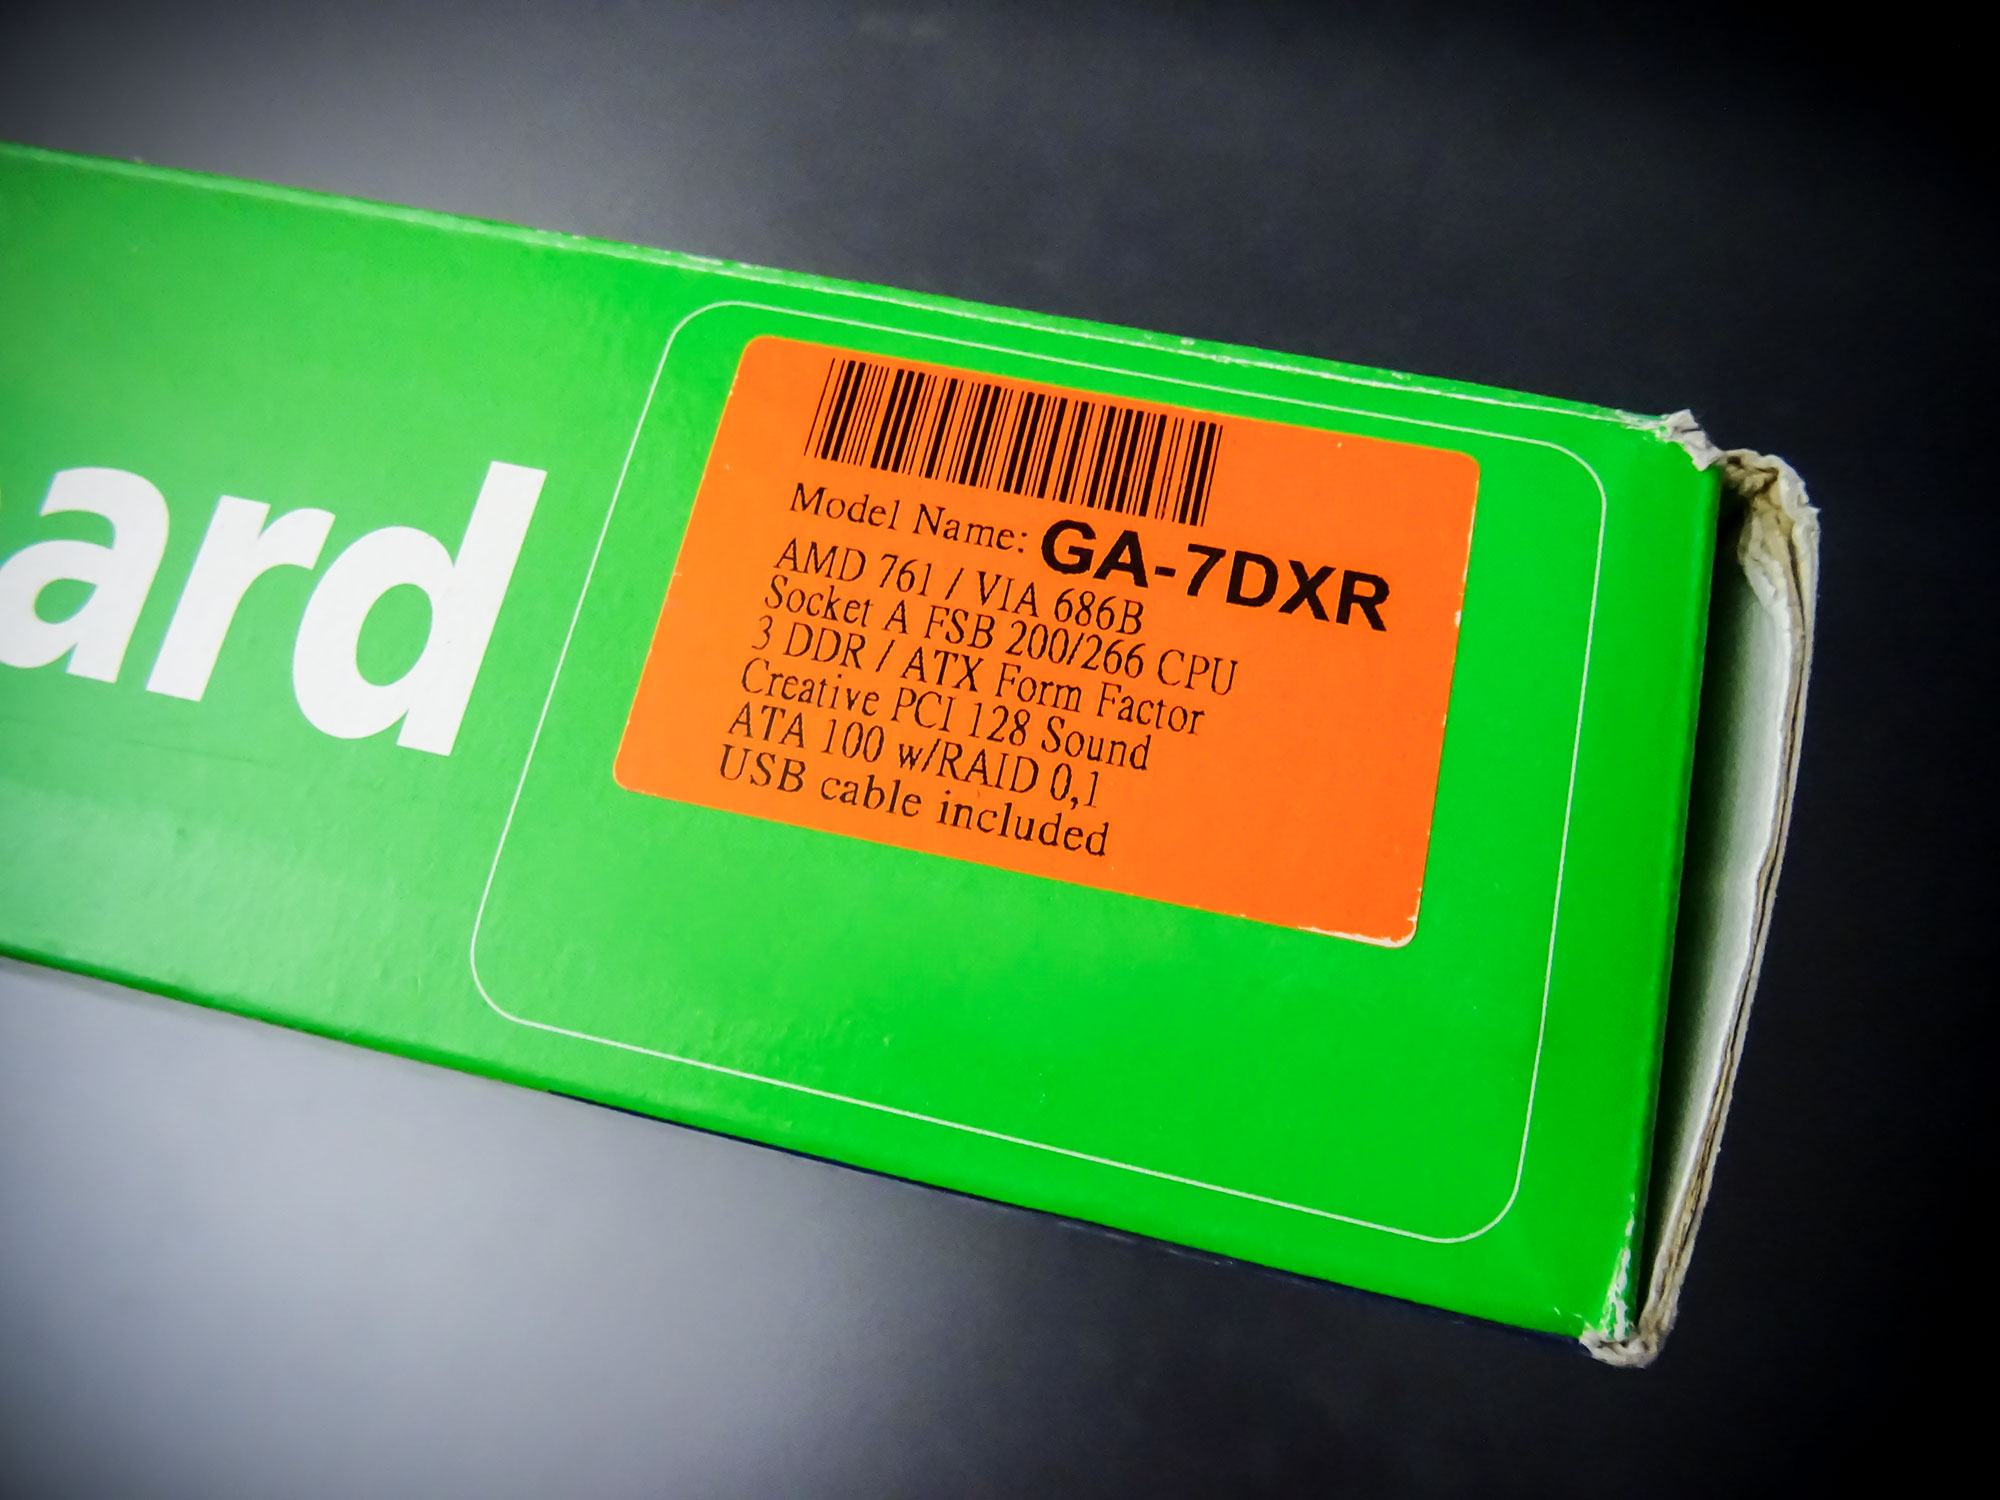 ard
Model Name: GA-7DXR
AMD 761 / VIA 686B
Socket A FSB 200/266 CPU
3 DDR / ATX Form Factor
Creative PCI 128 Sound
ATA 100 w/RAID 0,1
USB cable included